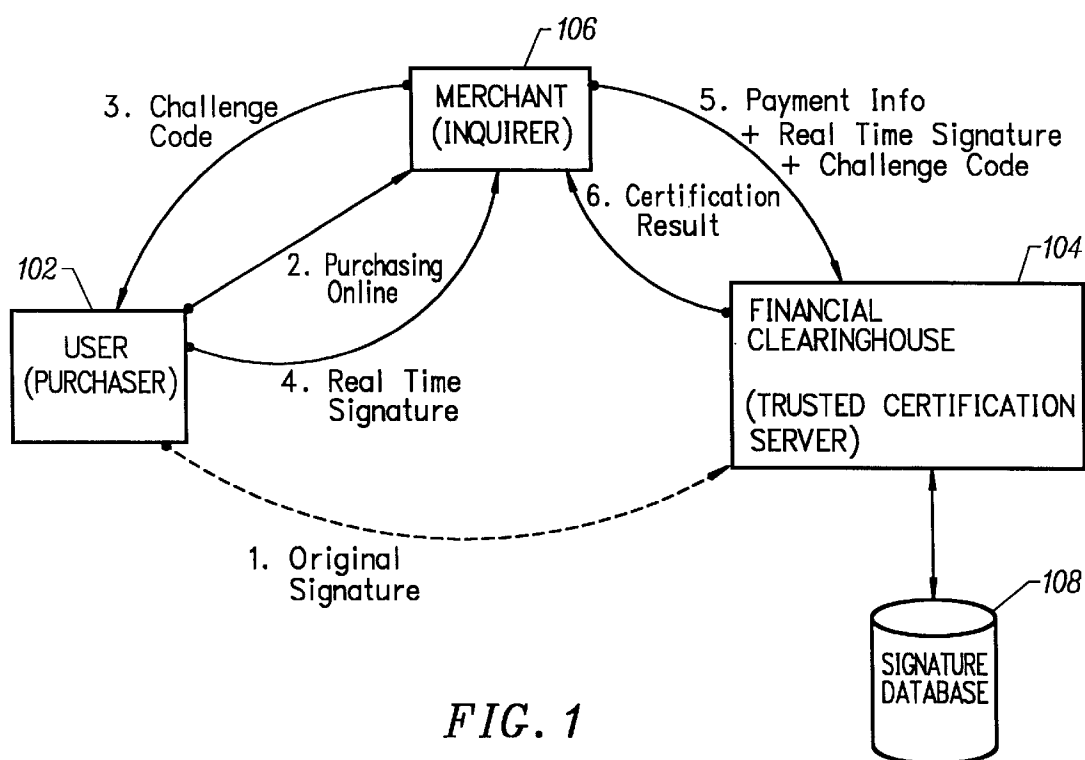 106
3. Challenge
Code
MERCHANT
(INQUIRER)
5. Payment Info
+ Real Time Signature
+ Challenge Code
6. Certification
Result
102
2. Purchasing
Online
104
USER
(PURCHASER)
4. Real Time
Signature
FINANCIAL
CLEARINGHOUSE
(TRUSTED CERTIFICATION
SERVER)
1. Original
Signature
108
SIGNATURE
DATABASE
FIG. 1